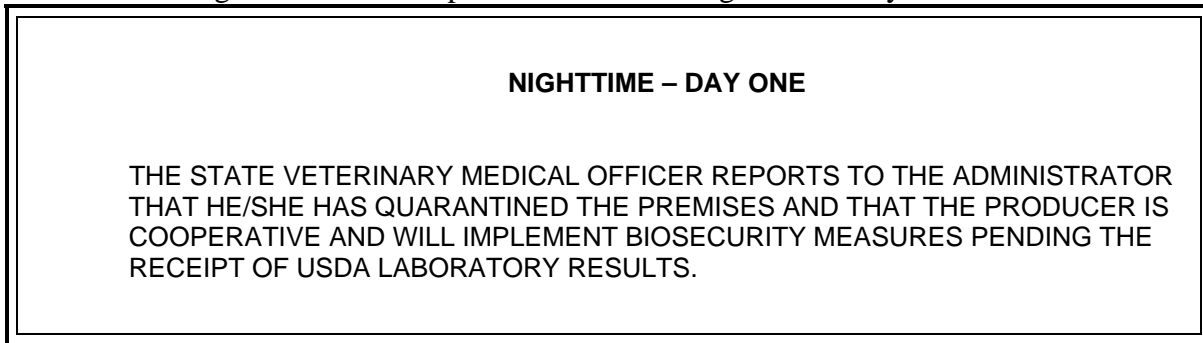 NIGHTTIME – DAY ONE
THE STATE VETERINARY MEDICAL OFFICER REPORTS TO THE ADMINISTRATOR
THAT HE/SHE HAS QUARANTINED THE PREMISES AND THAT THE PRODUCER IS
COOPERATIVE AND WILL IMPLEMENT BIOSECURITY MEASURES PENDING THE
RECEIPT OF USDA LABORATORY RESULTS.